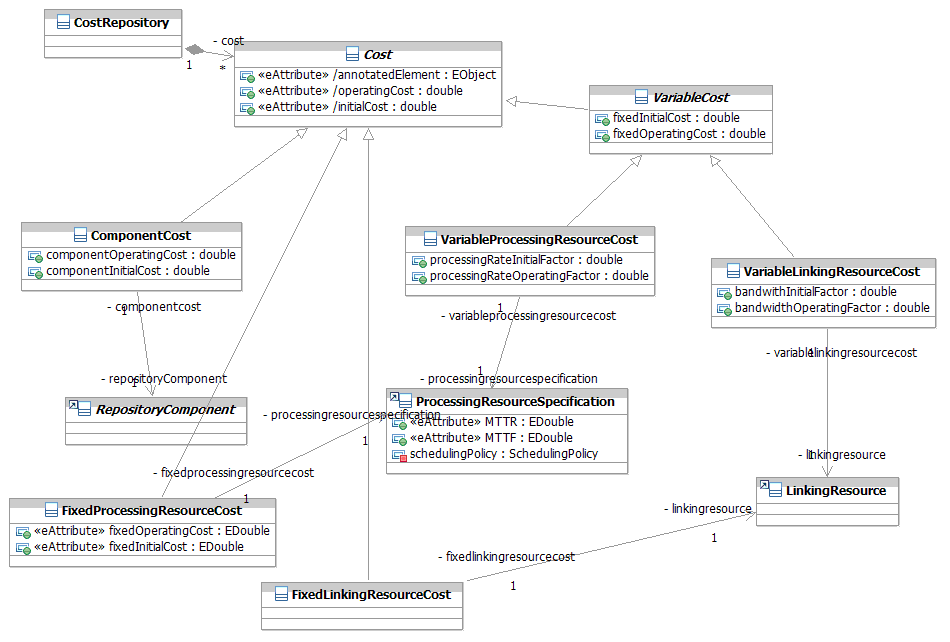 CostRepository
- cost
1
*
Cost
«eAttribute» /annotatedElement : EObject
«eAttribute» /operatingCost : double
«eAttribute» /initialCost : double
VariableCost
fixedInitialCost : double
fixedOperatingCost : double
ComponentCost
componentOperatingCost : double
componentInitialCost : double
- componentcost
1
VariableProcessingResourceCost
processingRateInitialFactor : double
processingRateOperatingFactor : double
1
- variableprocessingresourcecost
VariableLinkingResourceCost
bandwithInitialFactor : double
bandwidthOperatingFactor : double
- variablelinkingresourcecost
1
- repositoryComponent
1
RepositoryComponent
1
- processingresourcespecification
ProcessingResourceSpecification
«eAttribute» MTTR : EDouble
«eAttribute» MTTF : EDouble
schedulingPolicy : SchedulingPolicy
- processingresourcespecification
1
- fixedprocessingresourcecost
1
- linkingresource
1
LinkingResource
FixedProcessingResourceCost
«eAttribute» fixedOperatingCost : EDouble
«eAttribute» fixedInitialCost : EDouble
- linkingresource
1
- fixedlinkingresourcecost
1
FixedLinkingResourceCost